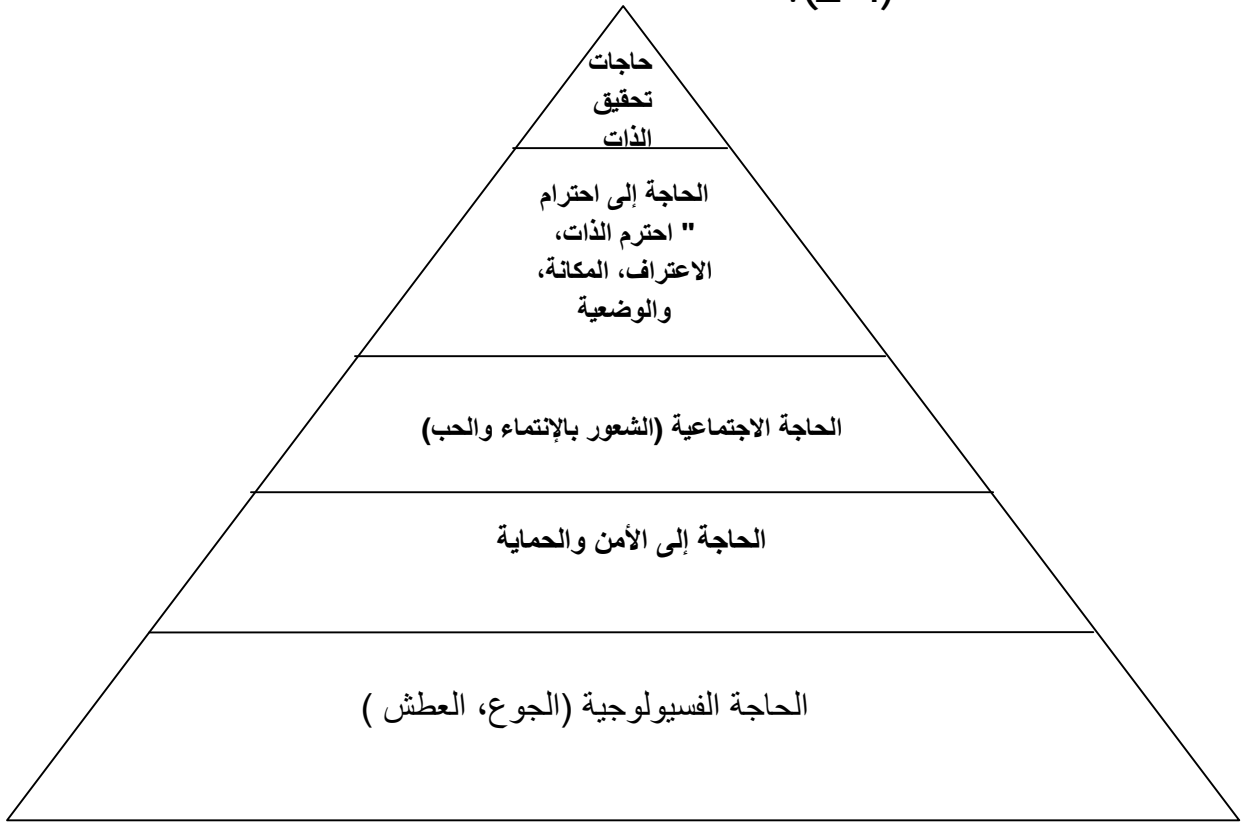 حاجات
تحقيق
الذات
الحاجة إلى احترام
" احترم الذات،
الاعتراف، المكانة،
والوضعية
الحاجة الاجتماعية (الشعور بالإنتماء والحب)
الحاجة إلى الأمن والحماية
الحاجة الفسيولوجية (الجوع، العطش )